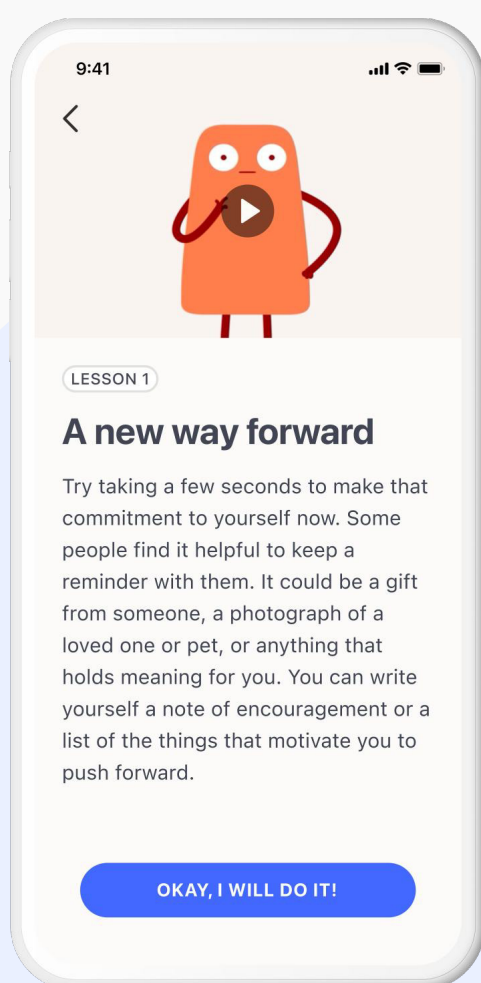 9:41
LESSON 1
A new way forward
Try taking a few seconds to make that
commitment to yourself now. Some
people find it helpful to keep a
reminder with them. It could be a gift
from someone, a photograph of a
loved one or pet, or anything that
holds meaning for you. You can write
yourself a note of encouragement or a
list of the things that motivate you to
push forward.
OKAY, I WILL DO IT!